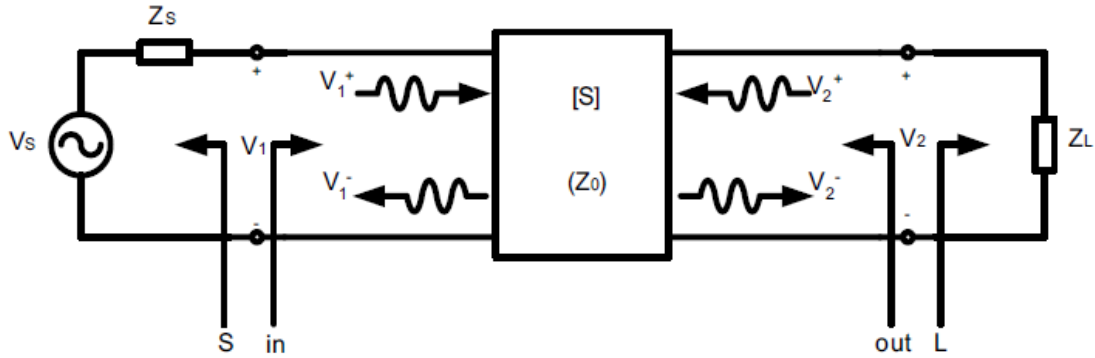 Zs
+
+
V1+
V2+
[S]
Vs
V1
V2
ZL
V1-
(Z0)
V2-
-
-
S
in
out
L